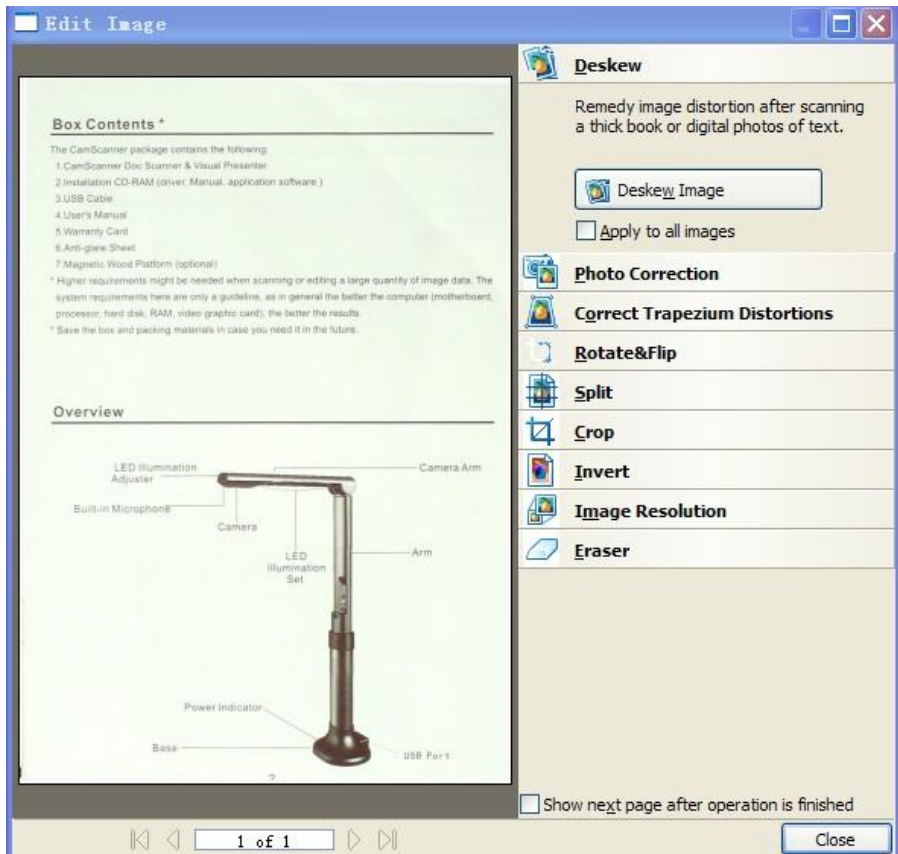 Edit Image
Box Contents *
The CamScanner package contains the following:
1.CamScanner Doc Scanner & Visual Presenter
2.Installation CD-RAM (driver, Manual, application software )
3.USB Cable
4.User's Manual
5.Warranty Card
6.Anti-glare Sheet
7.Magnetic Wood Platform (optional)
* Higher requirements might be needed when scanning or editing a large quantity of image data. The
system requirements here are only a guideline, as in general the better the computer (motherboard,
processor, hard disk, RAM, video graphic card), the better the results.
* Save the box and packing materials in case you need it in the future.
Overview
LED Illumination
Adjuster
Camera Arm
Built-in Microphone
Camera
LED
Illumination
Set
Arm
Power Indicator
Base
USB Port
2
1 of 1
Deskew
Remedy image distortion after scanning
a thick book or digital photos of text.
Deskew Image
Apply to all images
Photo Correction
Correct Trapezium Distortions
Rotate&Flip
Split
Crop
Invert
Image Resolution
Eraser
Show next page after operation is finished
Close